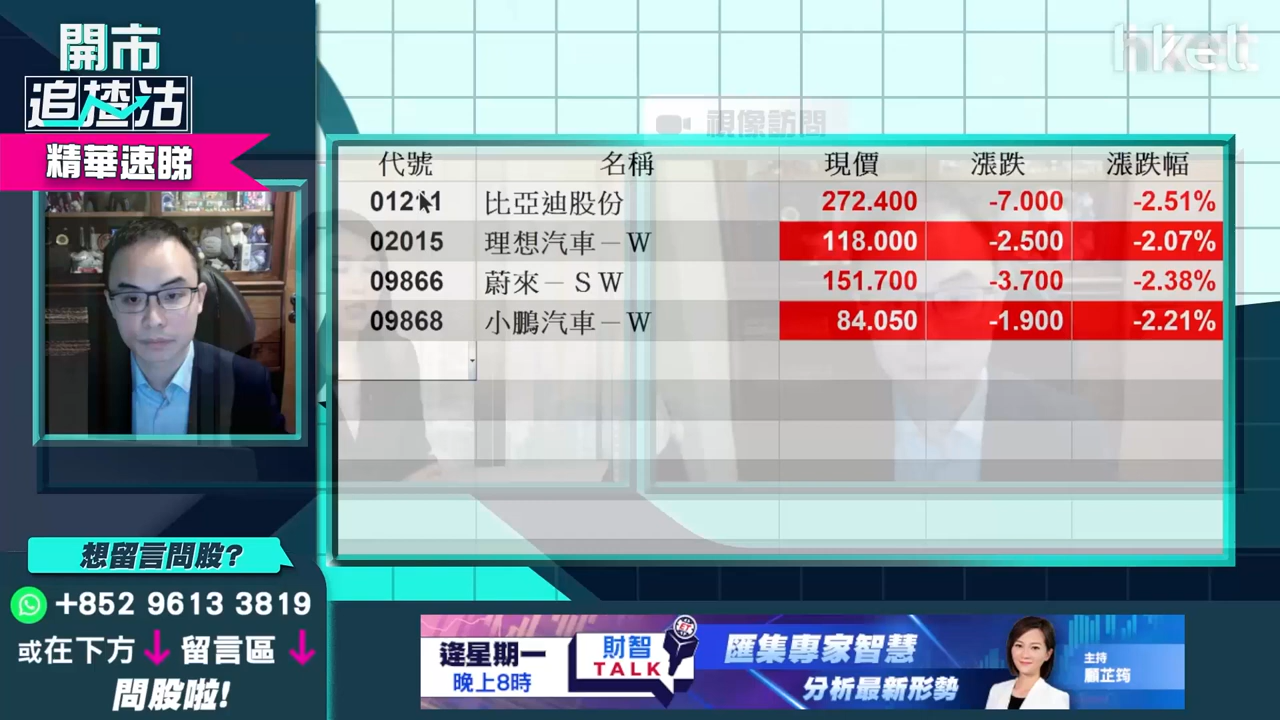 開市
追揸沽
精華速睇
hket
視像訪問
代號 名稱 現價 漲跌 漲跌幅
比亞迪股份 272.400 -7.000 -2.51%
02015 理想汽車－W 118.000 -2.500 -2.07%
09866 蔚來－ＳＷ 151.700 -3.700 -2.38%
09868 小鵬汽車－W 84.050 -1.900 -2.21%
想留言問股?
+852 9613 3819
或在下方 留言區
問股啦!
逢星期一
晚上8時
財智
TALK
匯集專家智慧
分析最新形勢
主持
顧芷筠